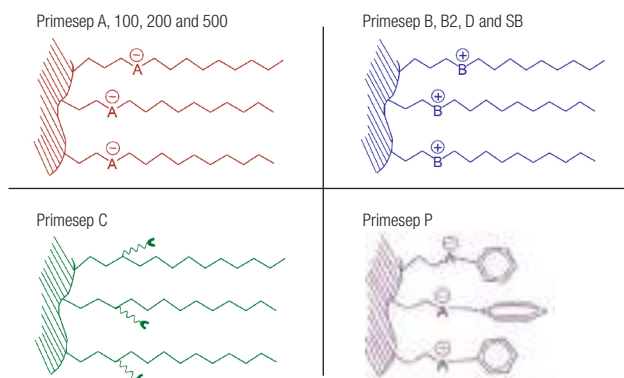 Primesep A, 100, 200 and 500
Primesep B, B2, D and SB
− A
− A
− A
+ B
+ B
+ B
Primesep C
Primesep P
− A
− A
− A